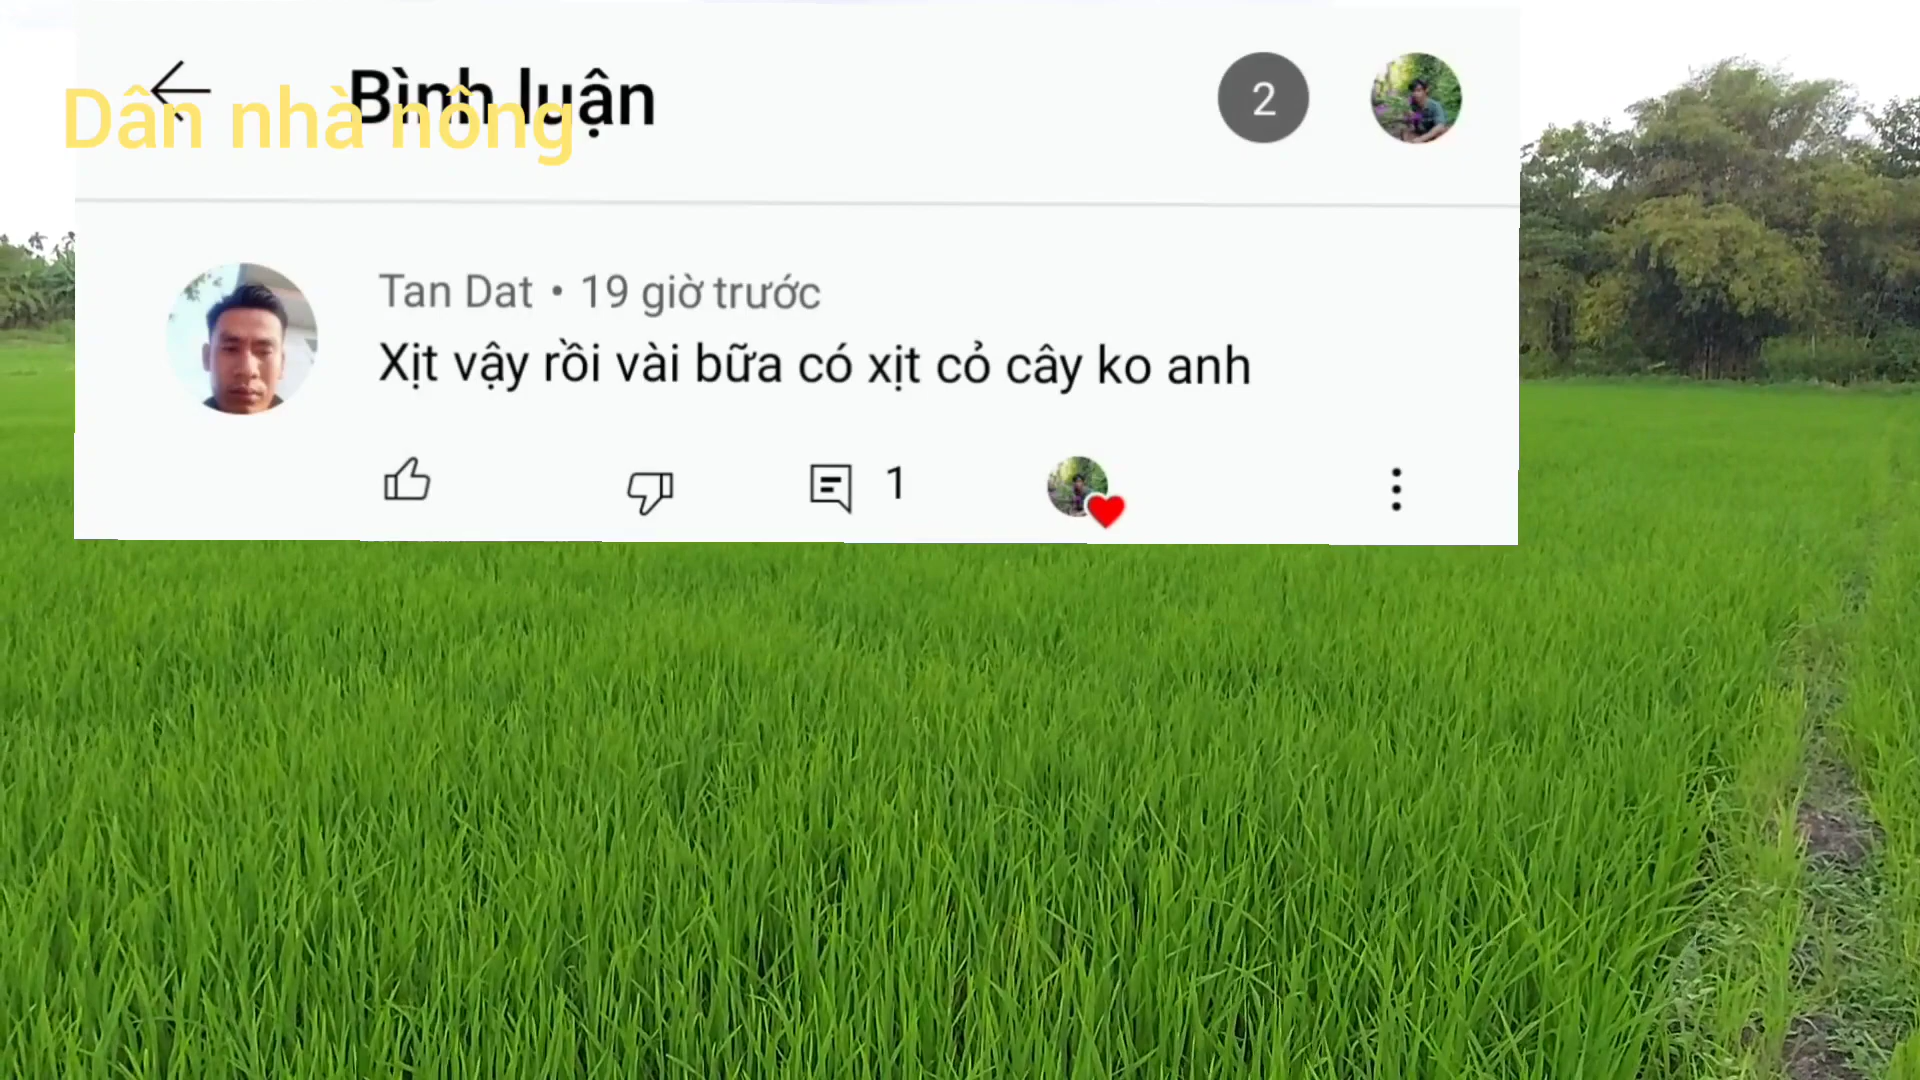 Bình luận
2
Dân nhà nông
Tan Dat • 19 giờ trước
Xịt vậy rồi vài bữa có xịt cỏ cây ko anh
1